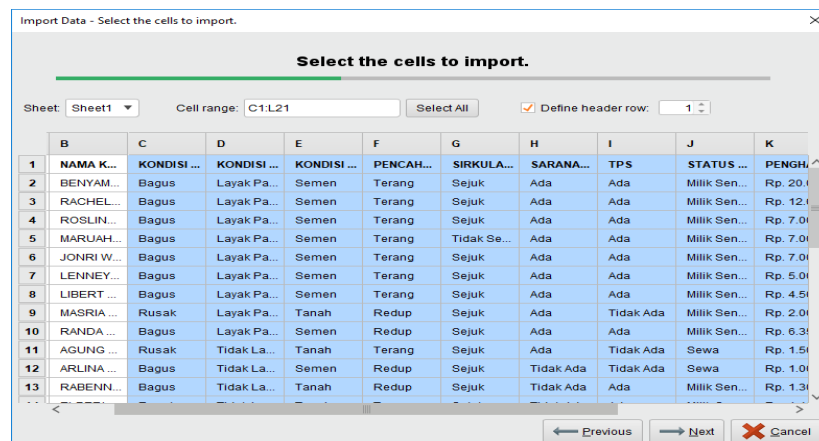 Import Data - Select the cells to import.
Select the cells to import.
Sheet: Sheet1 Cell range: C1:L21 Select All Define header row: 1
B C D E F G H I J K
1 NAMA K... KONDISI ... KONDISI ... KONDISI ... PENCAH... SIRKULA... SARANA... TPS STATUS ... PENGHA
2 BENYAM... Bagus Layak Pa... Semen Terang Sejuk Ada Ada Milik Sen... Rp. 20.0
3 RACHEL... Bagus Layak Pa... Semen Terang Sejuk Ada Ada Milik Sen... Rp. 12.0
4 ROSLIN... Bagus Layak Pa... Semen Terang Sejuk Ada Ada Milik Sen... Rp. 7.00
5 MARUAH... Bagus Layak Pa... Semen Terang Tidak Se... Ada Ada Milik Sen... Rp. 7.00
6 JONRI W... Bagus Layak Pa... Semen Terang Sejuk Ada Ada Milik Sen... Rp. 7.00
7 LENNEY... Bagus Layak Pa... Semen Terang Sejuk Ada Ada Milik Sen... Rp. 5.00
8 LIBERT ... Bagus Layak Pa... Semen Terang Sejuk Ada Ada Milik Sen... Rp. 4.50
9 MASRIA ... Rusak Layak Pa... Tanah Redup Sejuk Ada Tidak Ada Milik Sen... Rp. 2.00
10 RANDA ... Bagus Layak Pa... Semen Redup Sejuk Ada Tidak Ada Milik Sen... Rp. 6.35
11 AGUNG ... Rusak Tidak La... Tanah Terang Sejuk Ada Tidak Ada Sewa Rp. 1.50
12 ARLINA ... Bagus Tidak La... Semen Redup Sejuk Tidak Ada Tidak Ada Sewa Rp. 1.00
13 RABENN... Bagus Tidak La... Tanah Redup Sejuk Tidak Ada Ada Milik Sen... Rp. 1.30
Previous Next Cancel